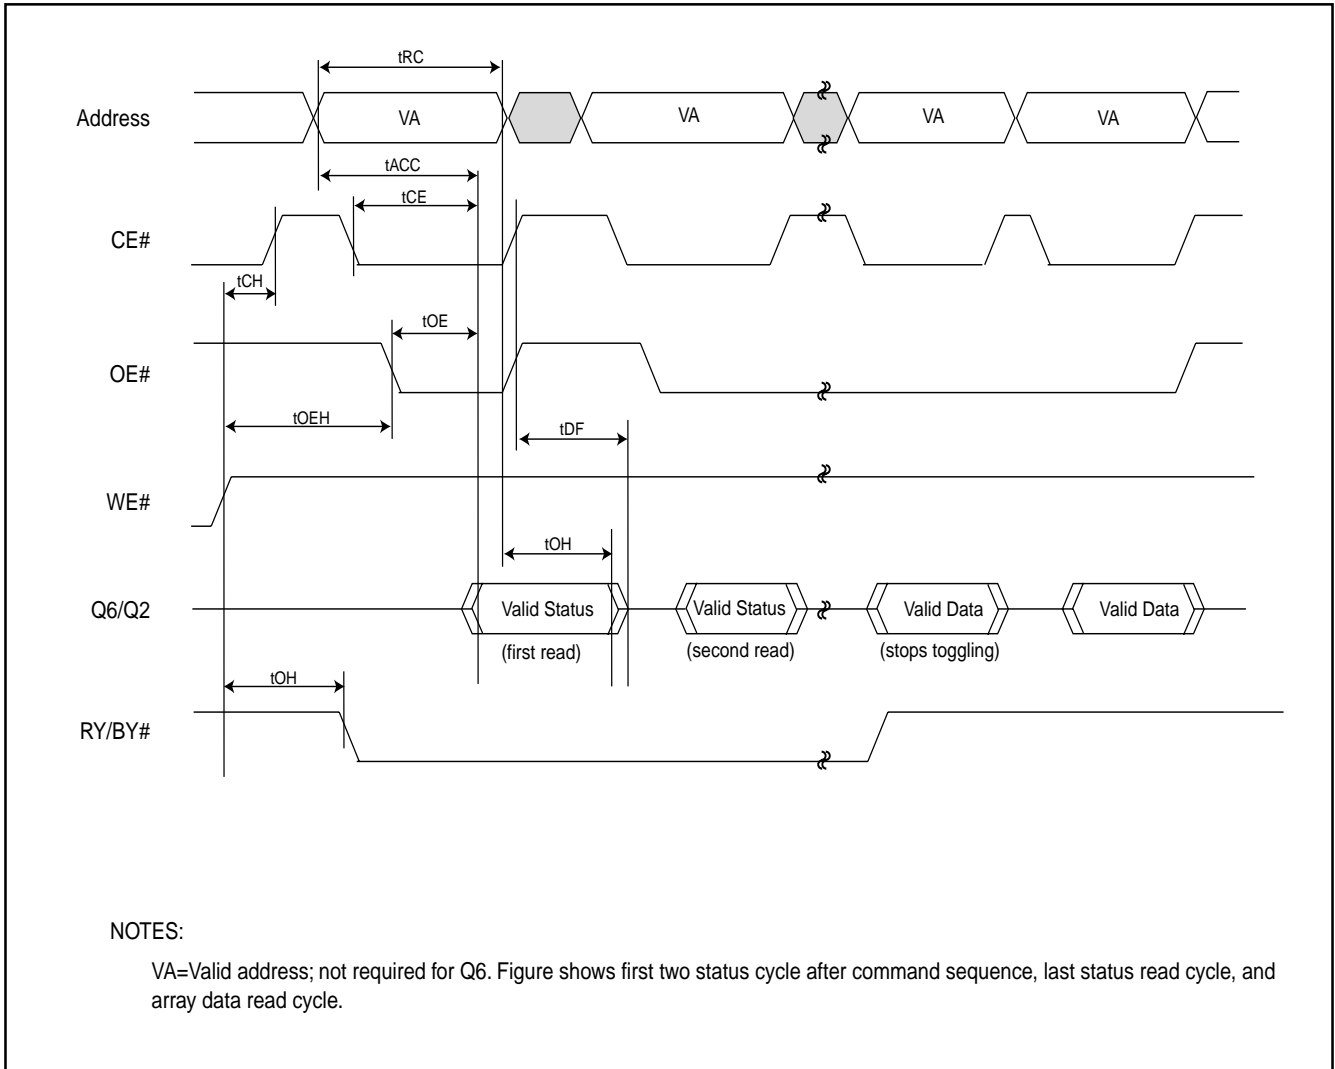 tRC
Address
VA
VA
VA
VA
tACC
tCE
CE#
tCH
tOE
OE#
tOEH
tDF
WE#
tOH
Q6/Q2
Valid Status
Valid Status
Valid Data
Valid Data
(first read)
(second read)
(stops toggling)
tOH
RY/BY#
NOTES:
VA=Valid address; not required for Q6. Figure shows first two status cycle after command sequence, last status read cycle, and
array data read cycle.